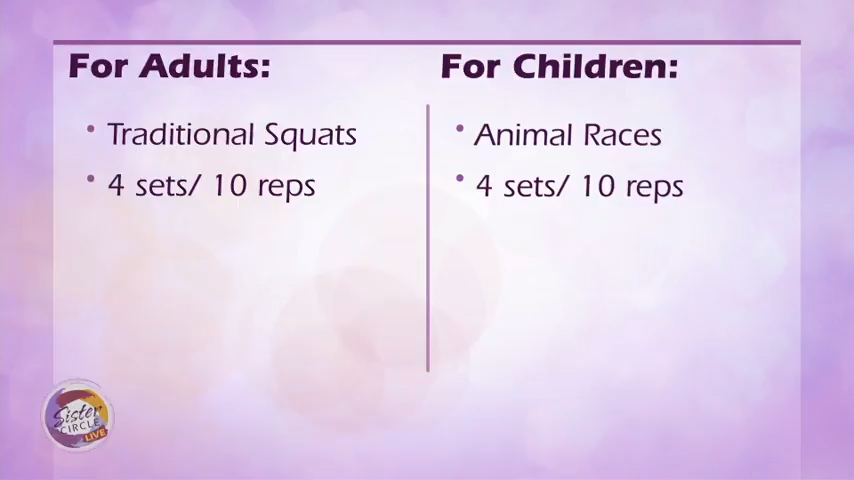 For Adults:
• Traditional Squats
• 4 sets/ 10 reps
For Children:
• Animal Races
• 4 sets/ 10 reps
Sister
CIRCLE
LIVE